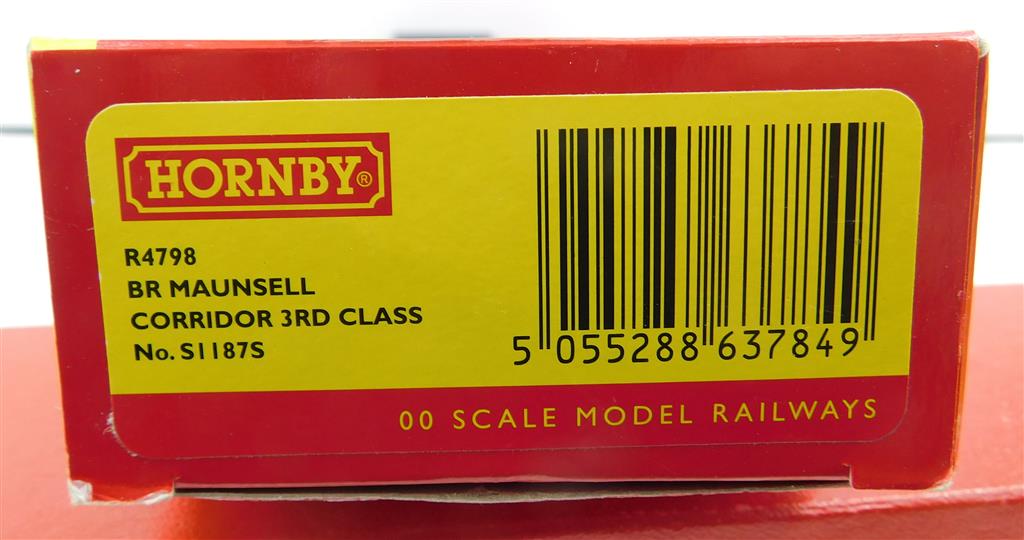 HORNBY®
R4798
BR MAUNSELL
CORRIDOR 3RD CLASS
No. S1187S
5 055288 637849
00 SCALE MODEL RAILWAYS